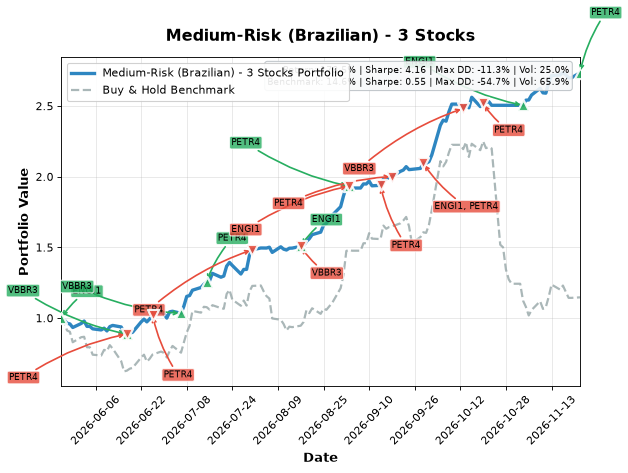 Medium-Risk (Brazilian) - 3 Stocks
PETR4
ENGI1
% | Sharpe: 4.16 | Max DD: -11.3% | Vol: 25.0%
% | Sharpe: 0.55 | Max DD: -54.7% | Vol: 65.9%
Medium-Risk (Brazilian) - 3 Stocks Portfolio
Buy & Hold Benchmark
2.5
PETR4
PETR4
VBBR3
2.0
PETR4
ENGI1, PETR4
ENGI1
ENGI1
PETR4
PETR4
1.5
VBBR3
VBBR3
VBBR3
PETR4
1.0
PETR4
PETR4
Portfolio Value
2026-06-06
2026-06-22
2026-07-08
2026-07-24
2026-08-09
2026-08-25
2026-09-10
2026-09-26
2026-10-12
2026-10-28
2026-11-13
Date